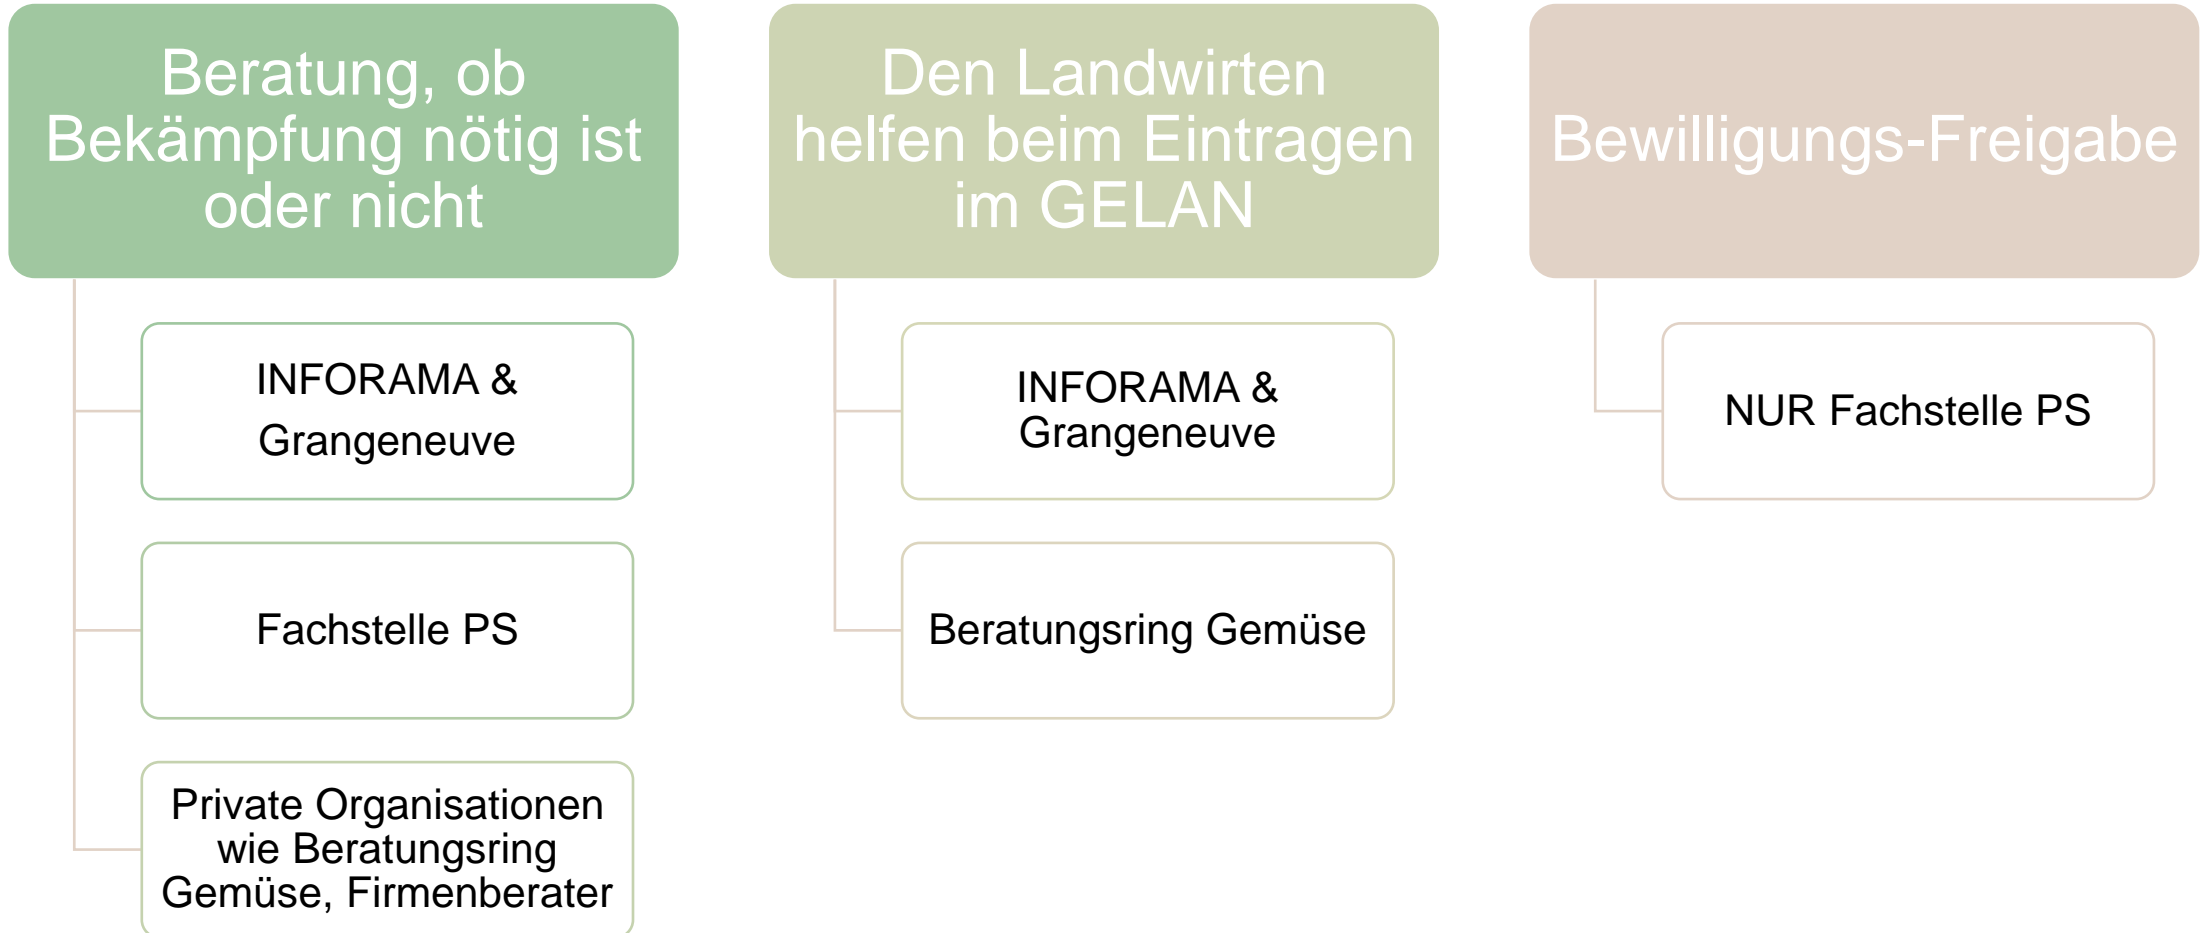 Beratung, ob
Bekämpfung nötig ist
oder nicht
INFORAMA &
Grangeneuve
Fachstelle PS
Private Organisationen
wie Beratungsring
Gemüse, Firmenberater
Den Landwirten
helfen beim Eintragen
im GELAN
INFORAMA &
Grangeneuve
Beratungsring Gemüse
Bewilligungs-Freigabe
NUR Fachstelle PS